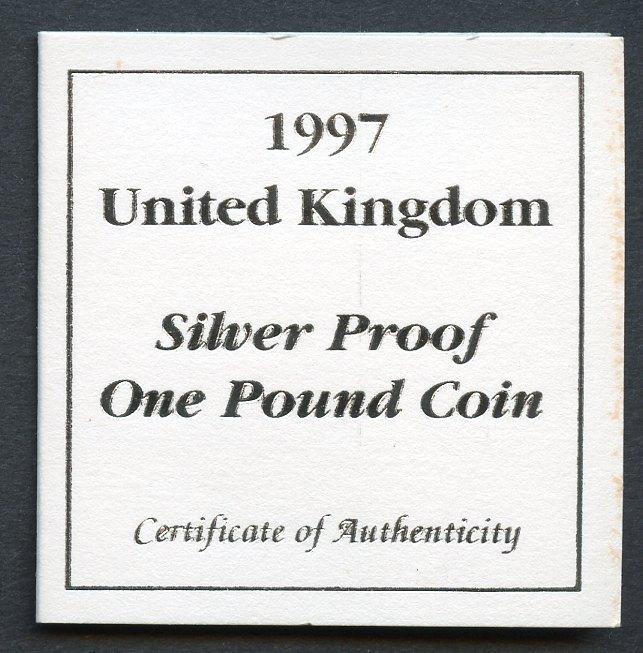 1997
United Kingdom
Silver Proof
One Pound Coin
Certificate of Authenticity